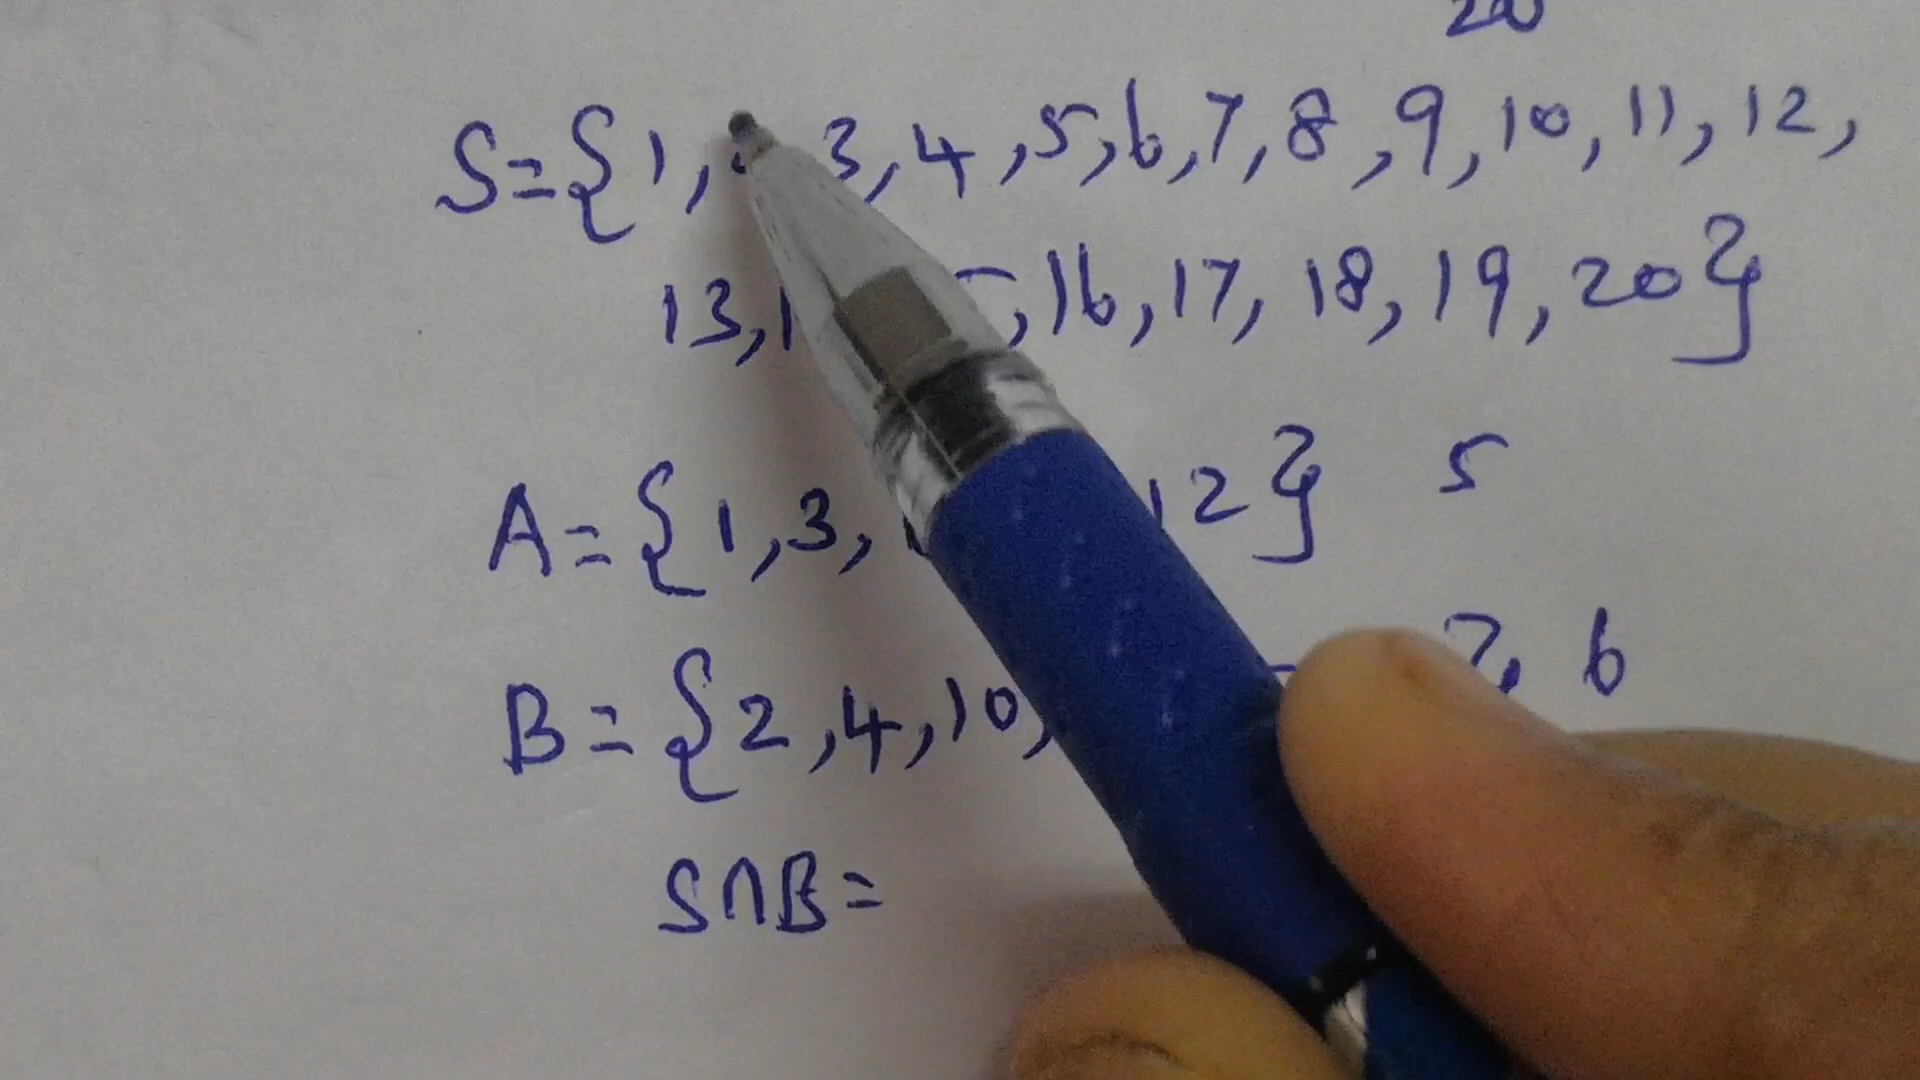 20
S={1, 3,4,5,6,7,8,9,10,11,12,
13,1 ,16,17,18,19,20}
A={1,3, 12} 5
B={2,4,10, 6
S∩B=